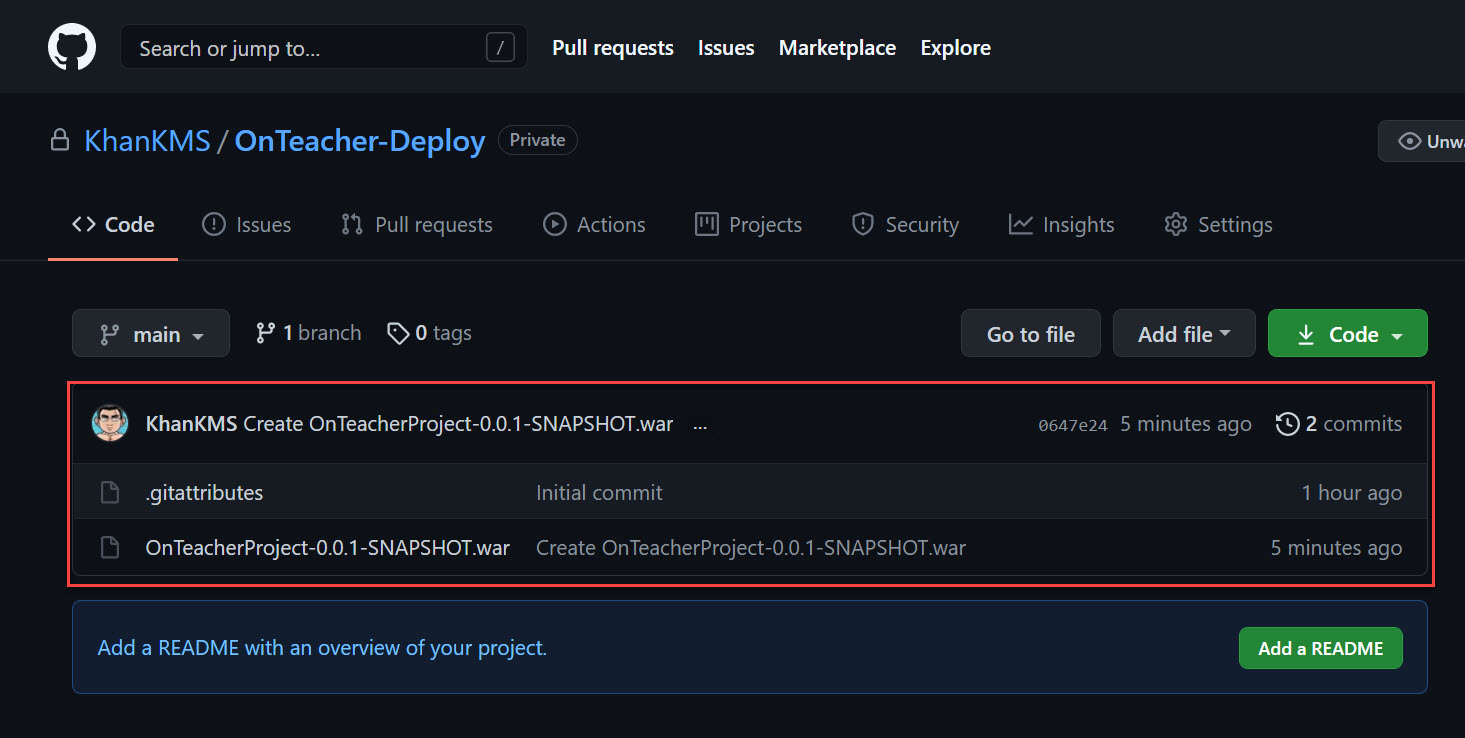 Search or jump to... / Pull requests Issues Marketplace Explore
KhanKMS / OnTeacher-Deploy Private
Code Issues Pull requests Actions Projects Security Insights Settings
main 1 branch 0 tags Go to file Add file Code
KhanKMS Create OnTeacherProject-0.0.1-SNAPSHOT.war ... 0647e24 5 minutes ago 2 commits
.gitattributes Initial commit 1 hour ago
OnTeacherProject-0.0.1-SNAPSHOT.war Create OnTeacherProject-0.0.1-SNAPSHOT.war 5 minutes ago
Add a README with an overview of your project. Add a README